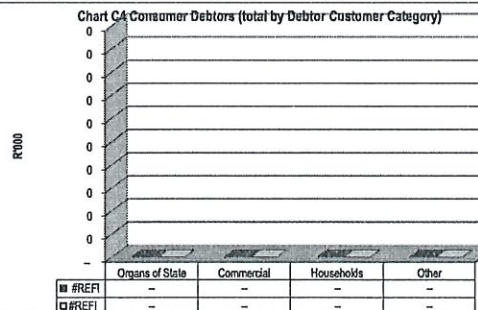 Chart C4 Consumer Debtors (total by Debtor Customer Category)
0
0
0
0
0
0
0
0
0
0
–
R'000
Organs of State Commercial Households Other
#REF! – – – –
#REF! – – – –